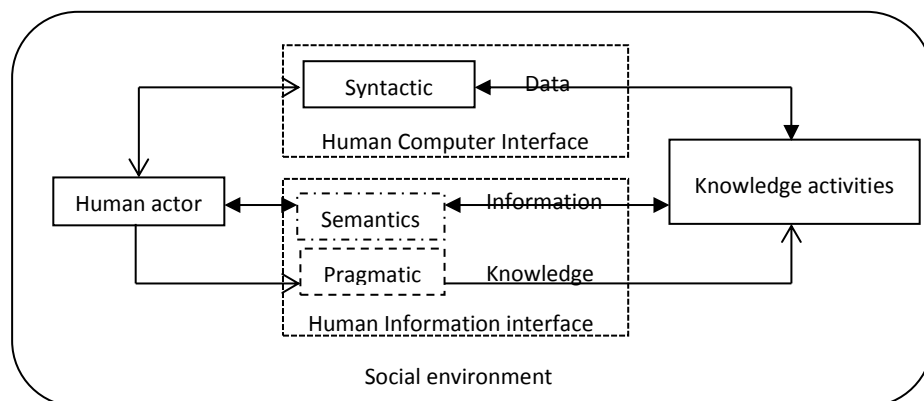 Syntactic
Data
Human Computer Interface
Human actor
Semantics
Information
Knowledge activities
Pragmatic
Knowledge
Human Information interface
Social environment